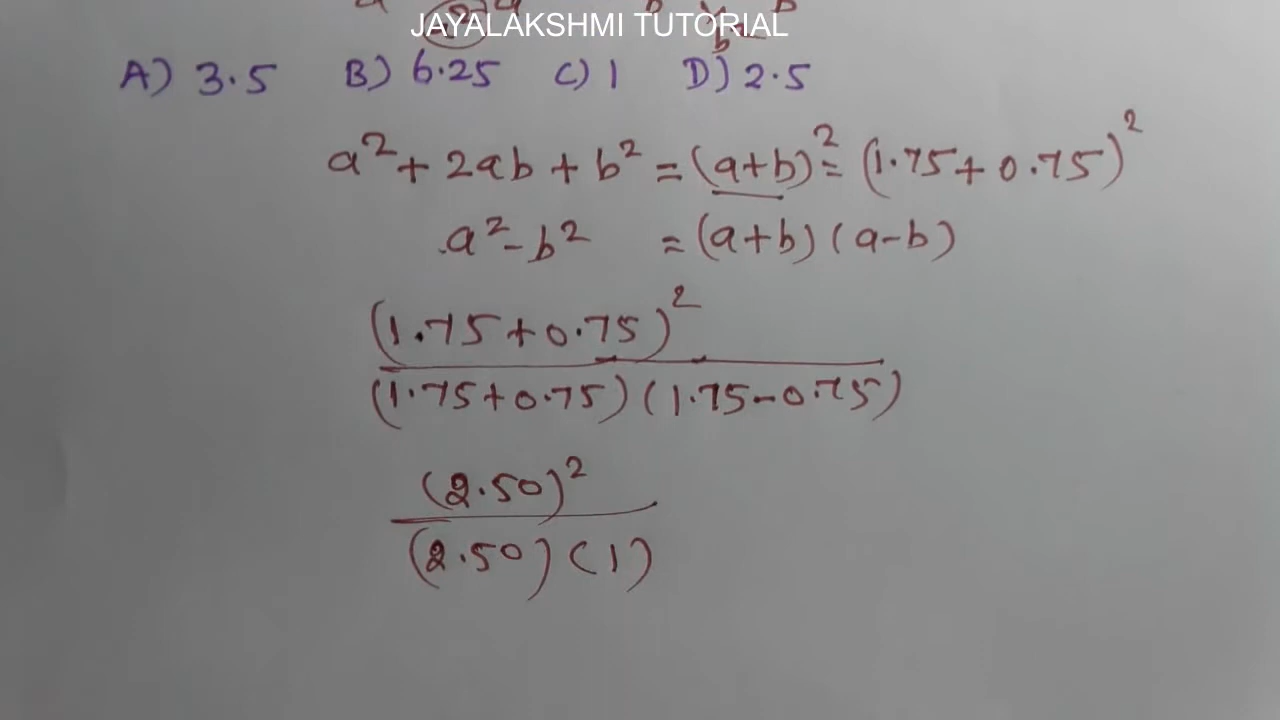 JAYALAKSHMI TUTORIAL
A) 3.5 B) 6.25 C) 1 D) 2.5
a² + 2ab + b² = (a+b)² = (1.75 + 0.75)²
a² - b² = (a+b) (a-b)
(1.75 + 0.75)²
(1.75 + 0.75) (1.75 - 0.75)
(2.50)²
(2.50) (1)